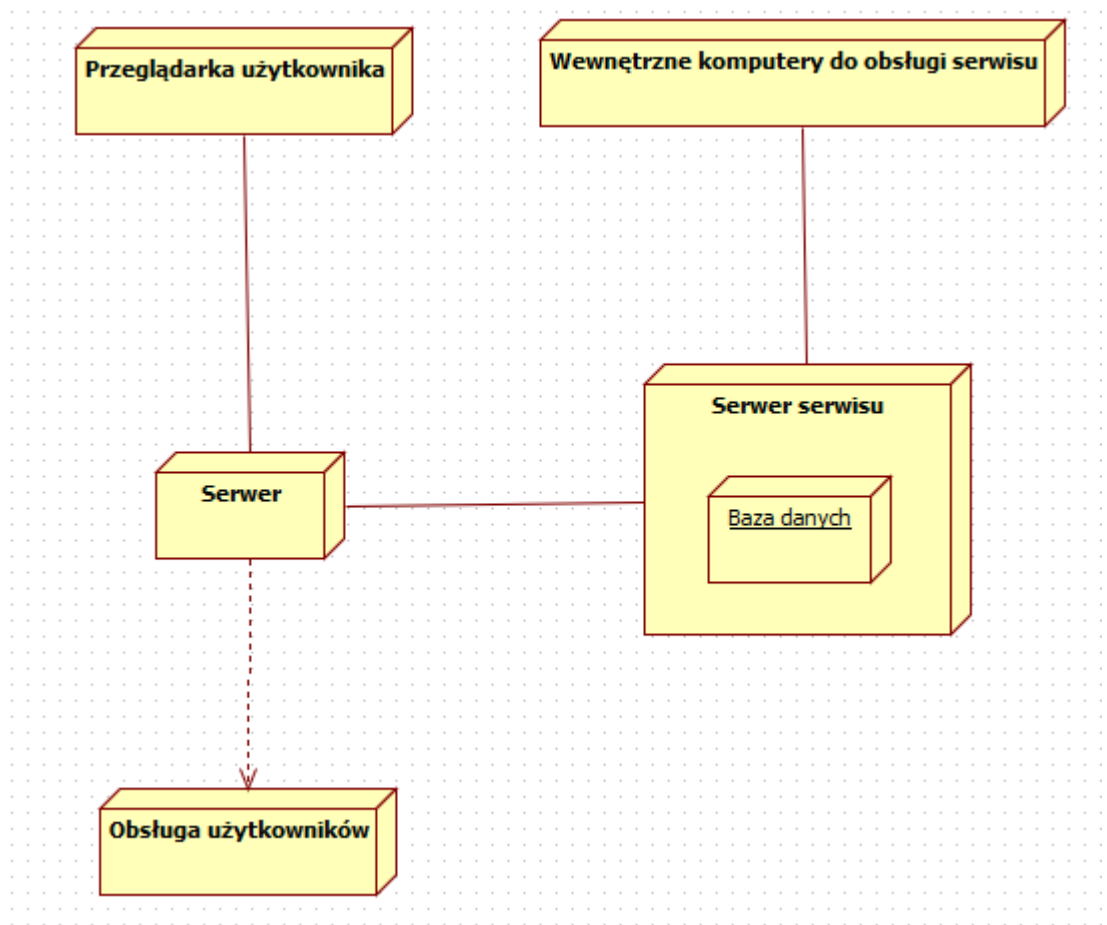 Przeglądarka użytkownika
Wewnętrzne komputery do obsługi serwisu
Serwer serwisu
Serwer
Baza danych
Obsługa użytkowników